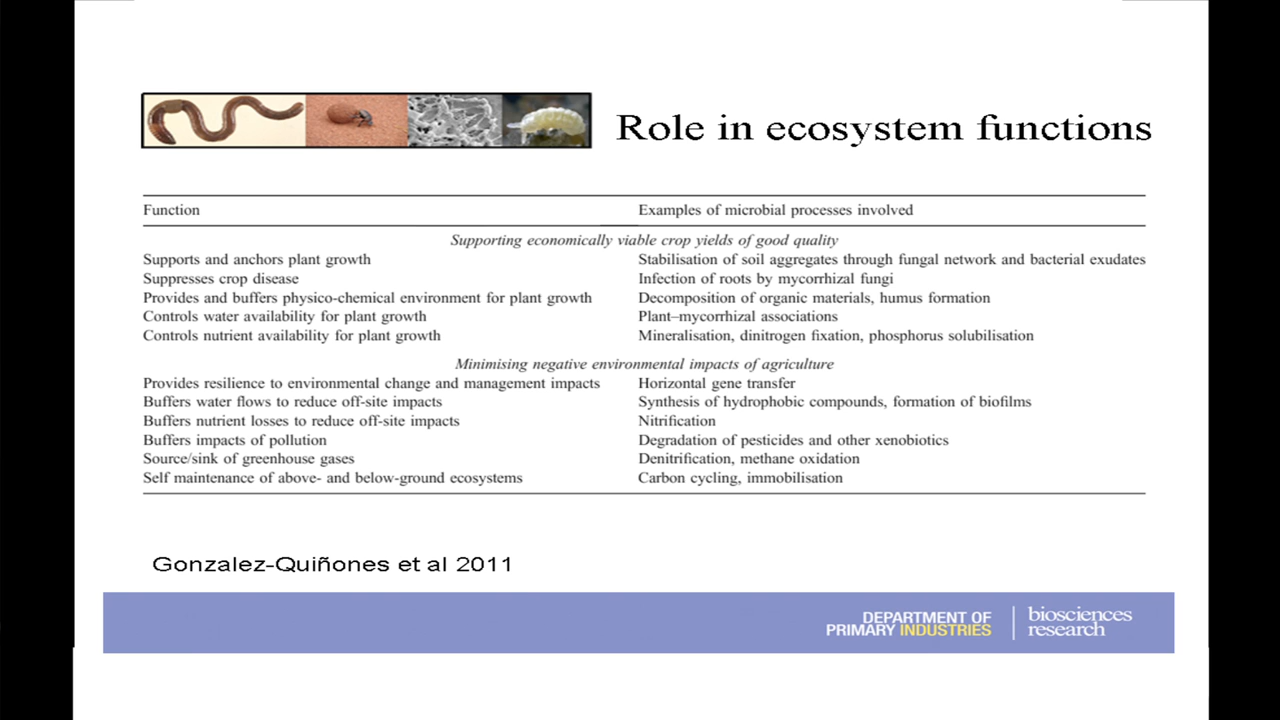 Role in ecosystem functions
Function Examples of microbial processes involved
Supporting economically viable crop yields of good quality
Supports and anchors plant growth Stabilisation of soil aggregates through fungal network and bacterial exudates
Suppresses crop disease Infection of roots by mycorrhizal fungi
Provides and buffers physico-chemical environment for plant growth Decomposition of organic materials, humus formation
Controls water availability for plant growth Plant–mycorrhizal associations
Controls nutrient availability for plant growth Mineralisation, dinitrogen fixation, phosphorus solubilisation
Minimising negative environmental impacts of agriculture
Provides resilience to environmental change and management impacts Horizontal gene transfer
Buffers water flows to reduce off-site impacts Synthesis of hydrophobic compounds, formation of biofilms
Buffers nutrient losses to reduce off-site impacts Nitrification
Buffers impacts of pollution Degradation of pesticides and other xenobiotics
Source/sink of greenhouse gases Denitrification, methane oxidation
Self maintenance of above- and below-ground ecosystems Carbon cycling, immobilisation
Gonzalez-Quiñones et al 2011
DEPARTMENT OF
PRIMARY INDUSTRIES
biosciences
research